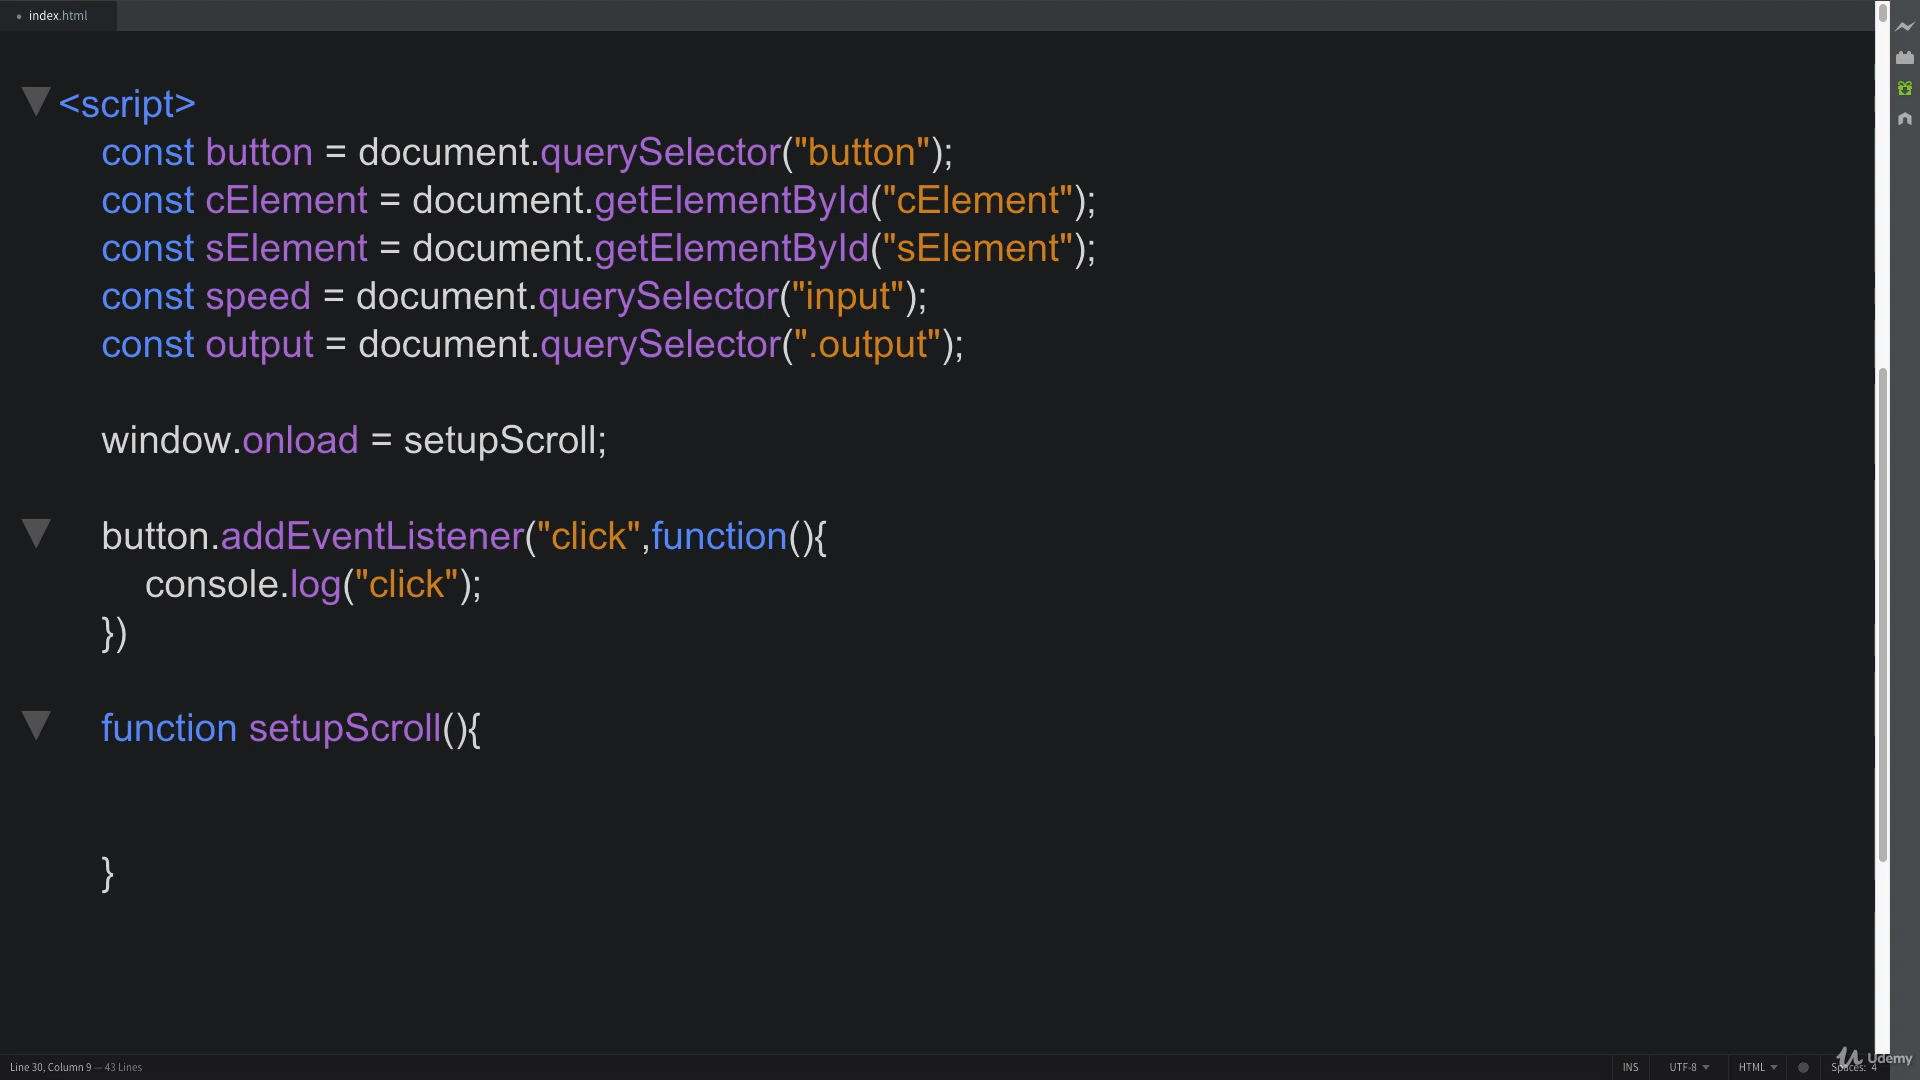 index.html
<script>
const button = document.querySelector("button");
const cElement = document.getElementById("cElement");
const sElement = document.getElementById("sElement");
const speed = document.querySelector("input");
const output = document.querySelector(".output");
window.onload = setupScroll;
button.addEventListener("click",function(){
console.log("click");
})
function setupScroll(){
}
Line 30, Column 9 — 43 Lines
INS
UTF-8
HTML
Spaces: 4
Udemy